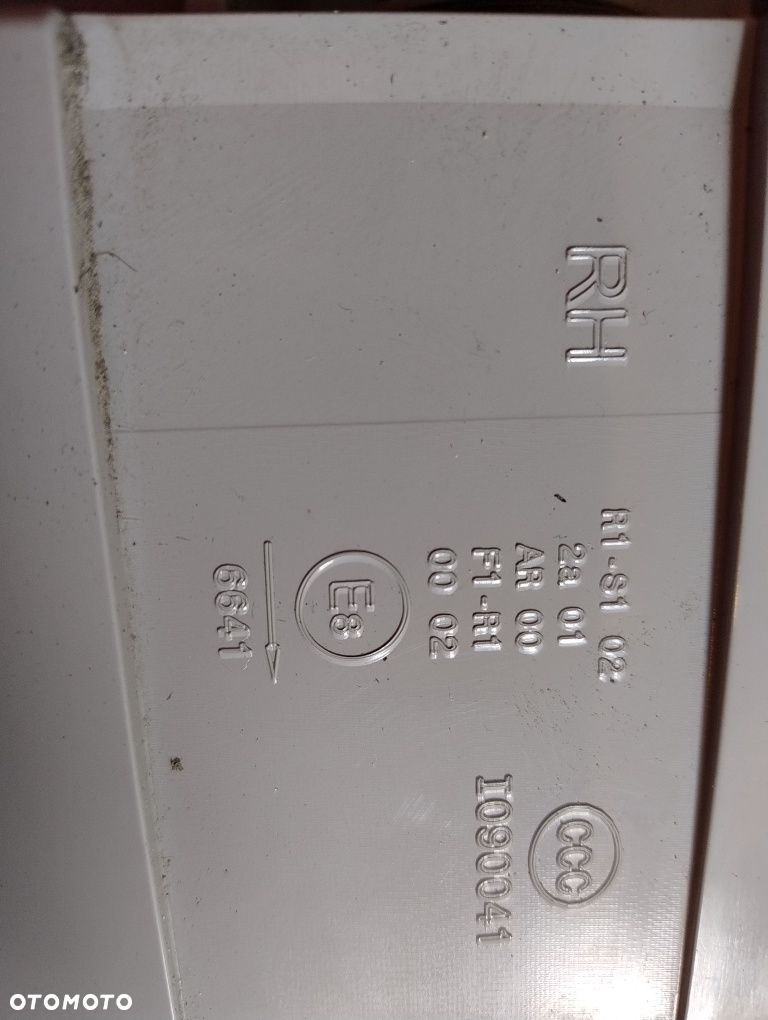 RH
R1-S1 02
2a 01
AR 00
F1-R1
00 02
E8
6641
CCC
I090041
OTOMOTO